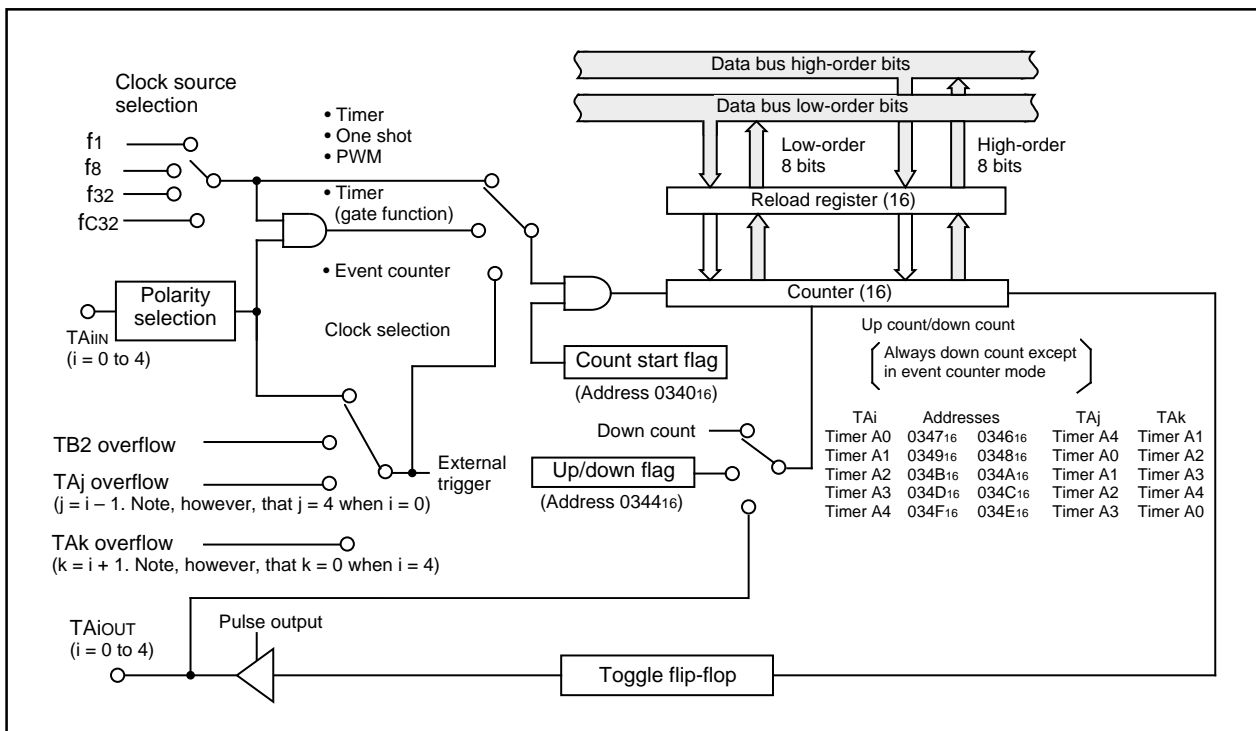 Clock source
selection
f1
f8
f32
fC32
• Timer
• One shot
• PWM
• Timer
(gate function)
• Event counter
Clock selection
Data bus high-order bits
Data bus low-order bits
Low-order
8 bits
High-order
8 bits
Reload register (16)
Counter (16)
Polarity
selection
TAiIN
(i = 0 to 4)
Count start flag
(Address 034016)
Up count/down count
Always down count except
in event counter mode
TB2 overflow
TAj overflow
(j = i – 1. Note, however, that j = 4 when i = 0)
TAk overflow
(k = i + 1. Note, however, that k = 0 when i = 4)
External
trigger
Down count
Up/down flag
(Address 034416)
TAi Addresses TAj TAk
Timer A0 034716 034616 Timer A4 Timer A1
Timer A1 034916 034816 Timer A0 Timer A2
Timer A2 034B16 034A16 Timer A1 Timer A3
Timer A3 034D16 034C16 Timer A2 Timer A4
Timer A4 034F16 034E16 Timer A3 Timer A0
TAiOUT
(i = 0 to 4)
Pulse output
Toggle flip-flop